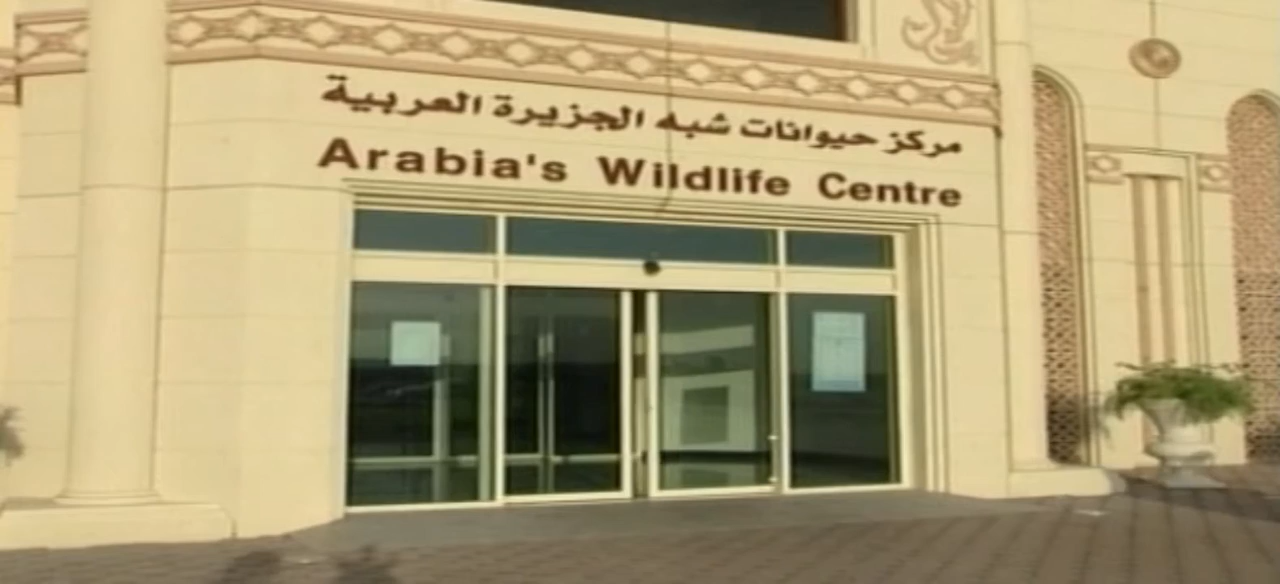 مركز حيوانات شبه الجزيرة العربية
Arabia's Wildlife Centre